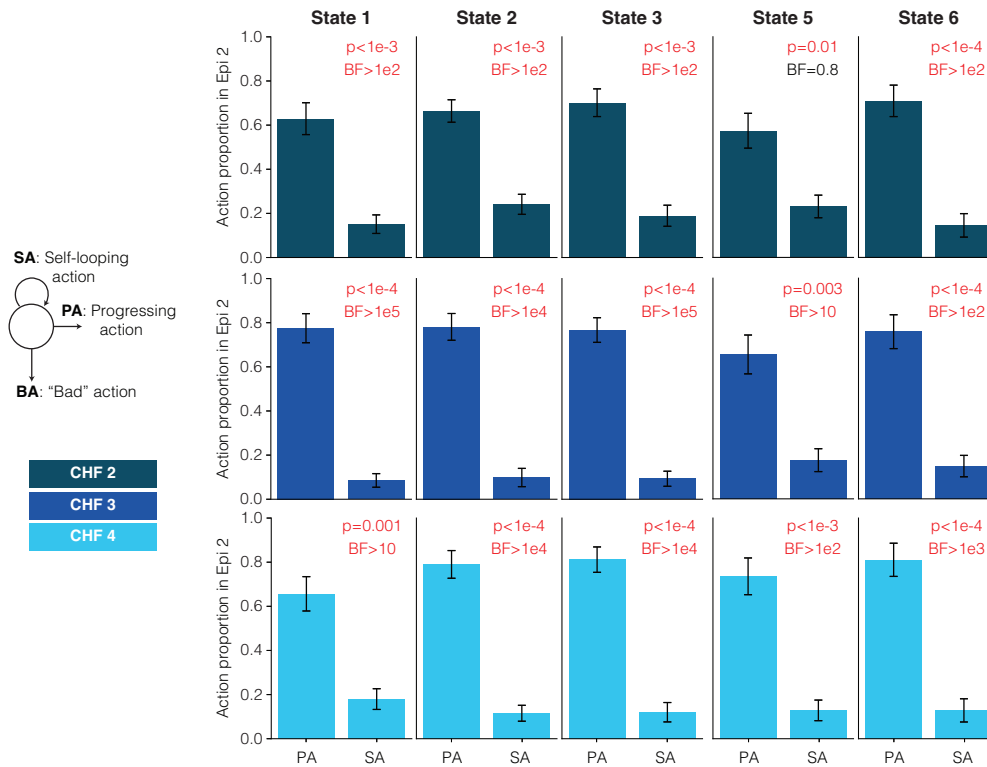 State 1
State 2
State 3
State 5
State 6
Action proportion in Epi 2
1.0
0.8
0.6
0.4
0.2
0.0
p<1e-3
BF>1e2
p<1e-3
BF>1e2
p<1e-3
BF>1e2
p=0.01
BF=0.8
p<1e-4
BF>1e2
SA: Self-looping
action
PA: Progressing
action
BA: “Bad” action
Action proportion in Epi 2
1.0
0.8
0.6
0.4
0.2
0.0
p<1e-4
BF>1e5
p<1e-4
BF>1e4
p<1e-4
BF>1e5
p=0.003
BF>10
p<1e-4
BF>1e2
CHF 2
CHF 3
CHF 4
Action proportion in Epi 2
1.0
0.8
0.6
0.4
0.2
0.0
p=0.001
BF>10
p<1e-4
BF>1e4
p<1e-4
BF>1e4
p<1e-3
BF>1e2
p<1e-4
BF>1e3
PA
SA
PA
SA
PA
SA
PA
SA
PA
SA